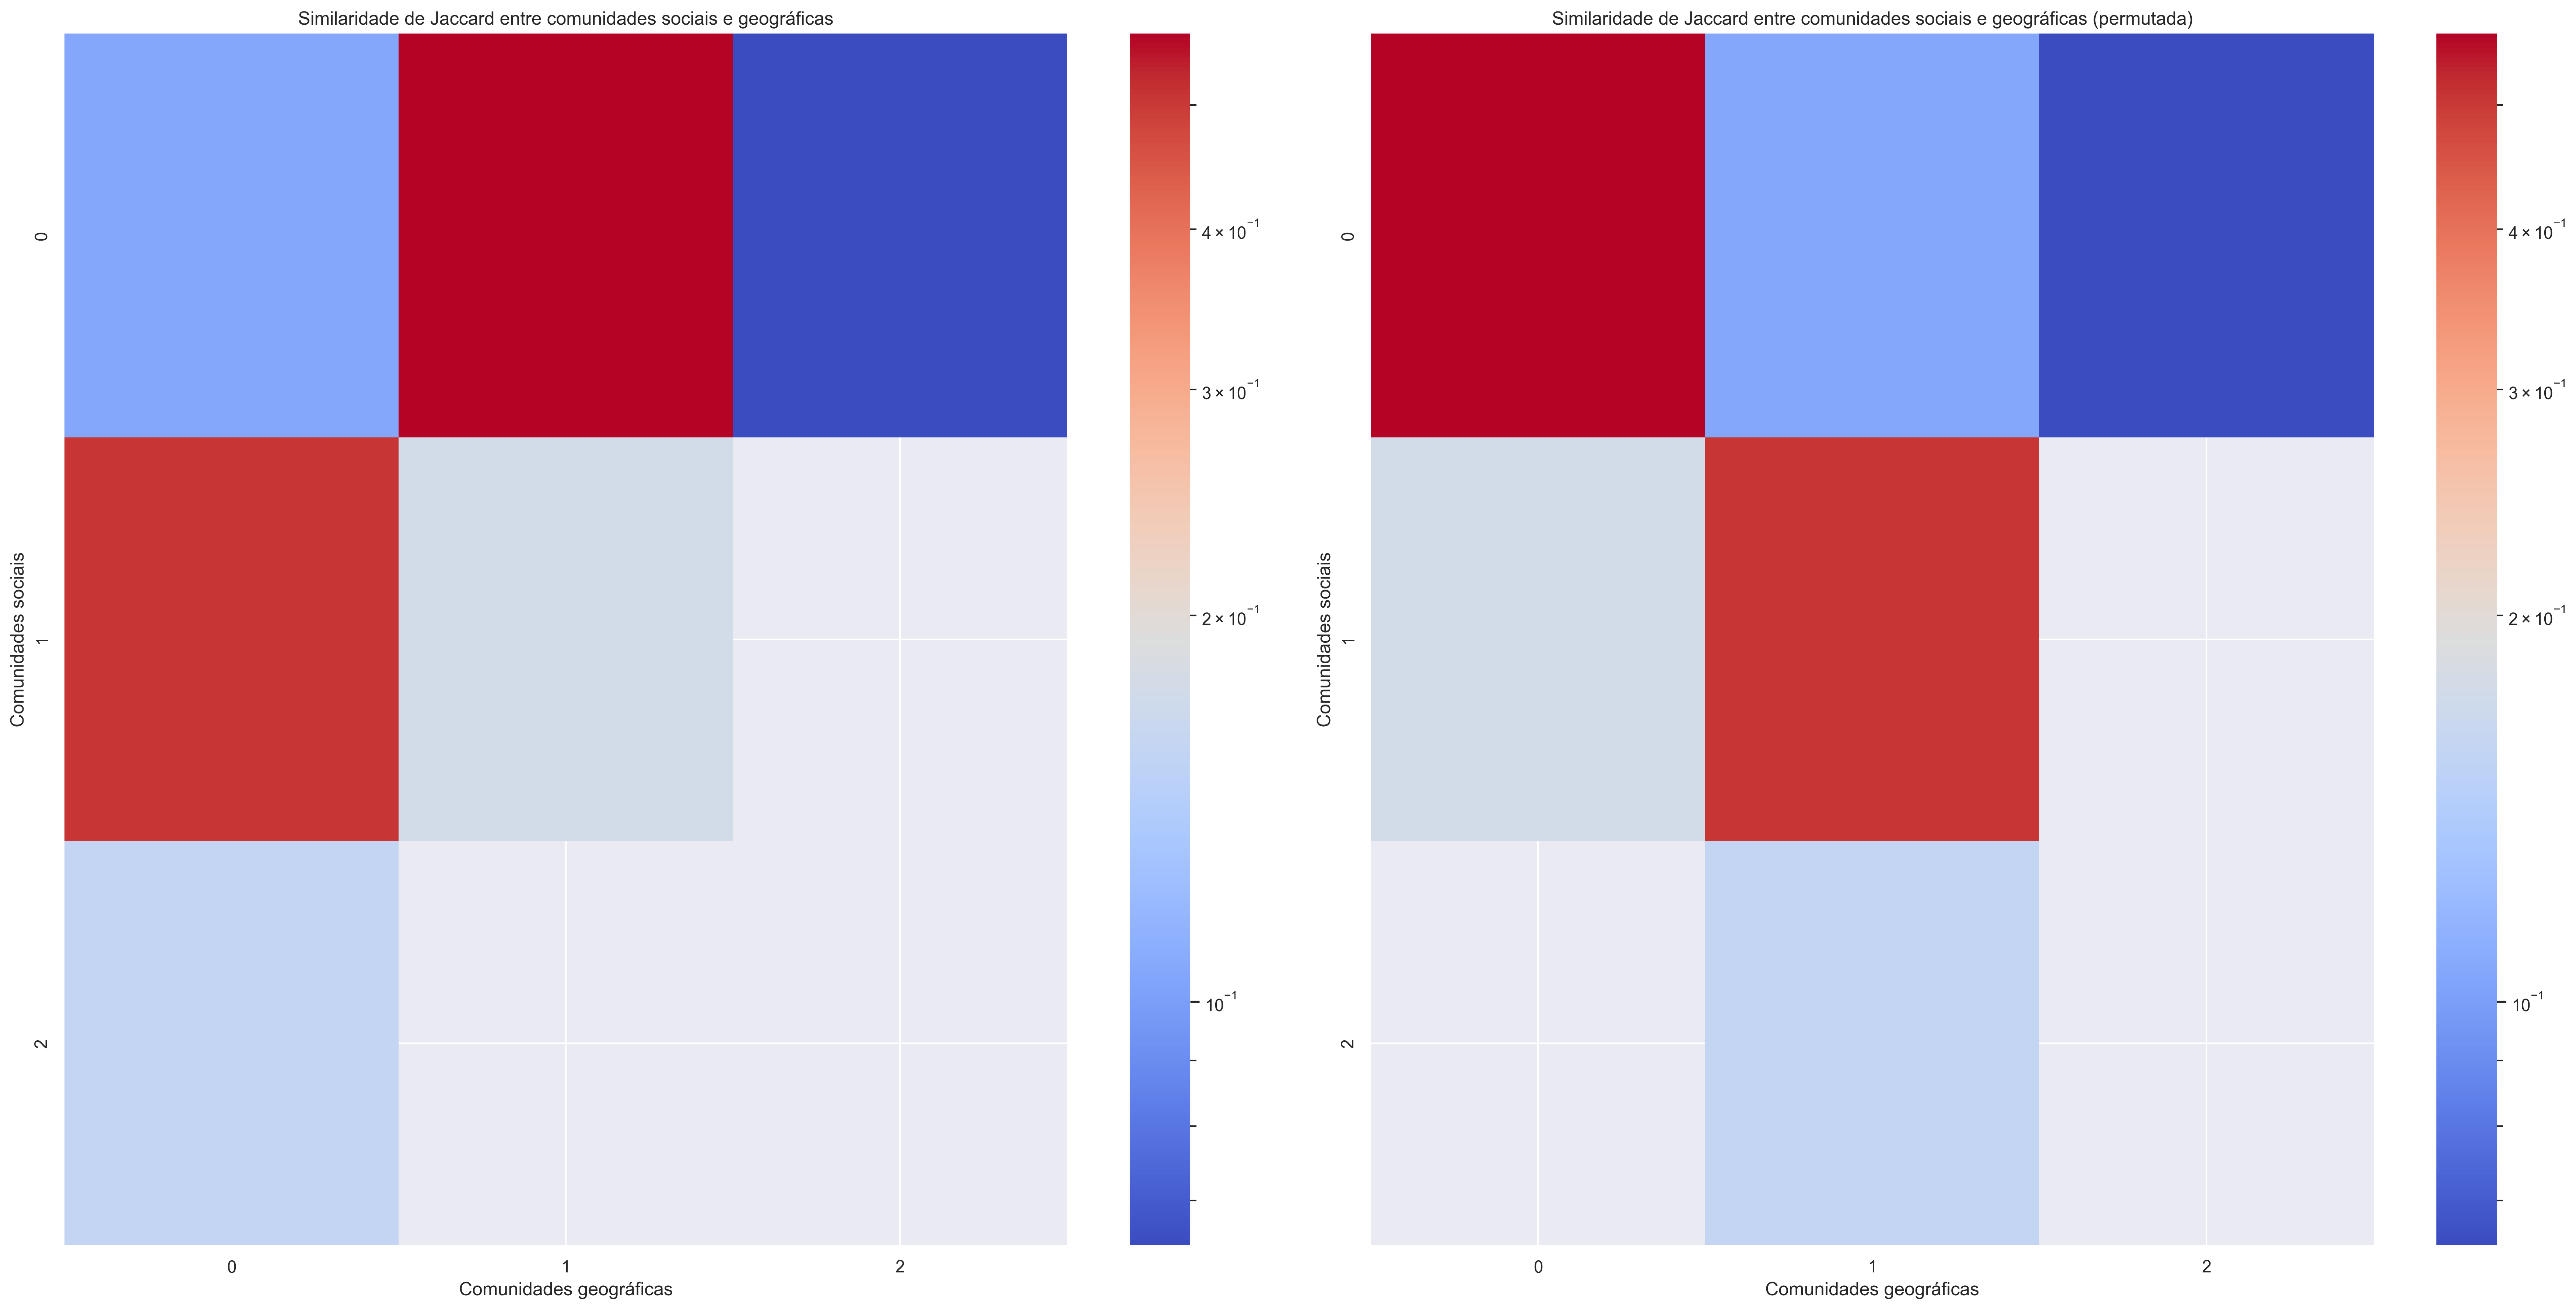 Similaridade de Jaccard entre comunidades sociais e geográficas
Comunidades sociais
0
1
2
0 1 2
Comunidades geográficas
4 × 10⁻¹
3 × 10⁻¹
2 × 10⁻¹
10⁻¹
Similaridade de Jaccard entre comunidades sociais e geográficas (permutada)
Comunidades sociais
0
1
2
0 1 2
Comunidades geográficas
4 × 10⁻¹
3 × 10⁻¹
2 × 10⁻¹
10⁻¹